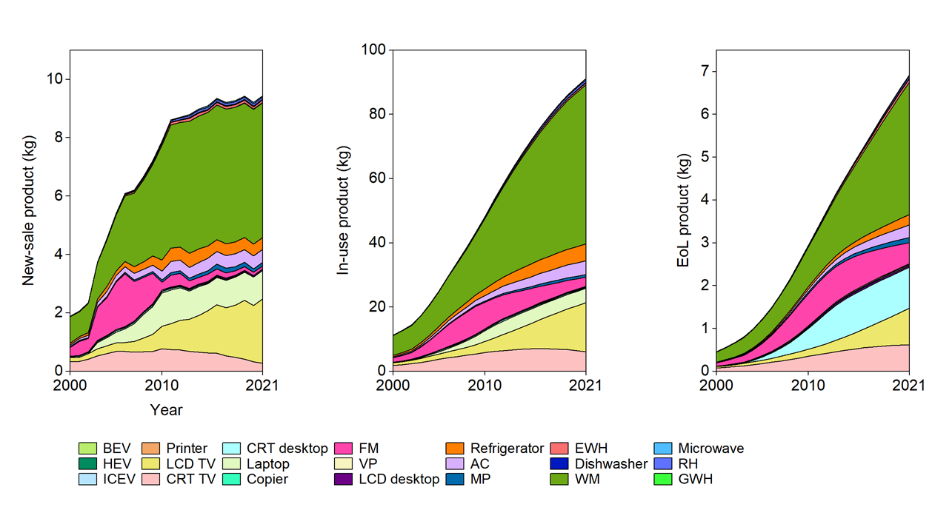 New-sale product (kg)
10
8
6
4
2
0
2000 2010 2021
Year
In-use product (kg)
100
80
60
40
20
0
2000 2010 2021
EoL product (kg)
7
6
5
4
3
2
1
0
2000 2010 2021
BEV Printer CRT desktop FM Refrigerator EWH Microwave
HEV LCD TV Laptop VP AC Dishwasher RH
ICEV CRT TV Copier LCD desktop MP WM GWH